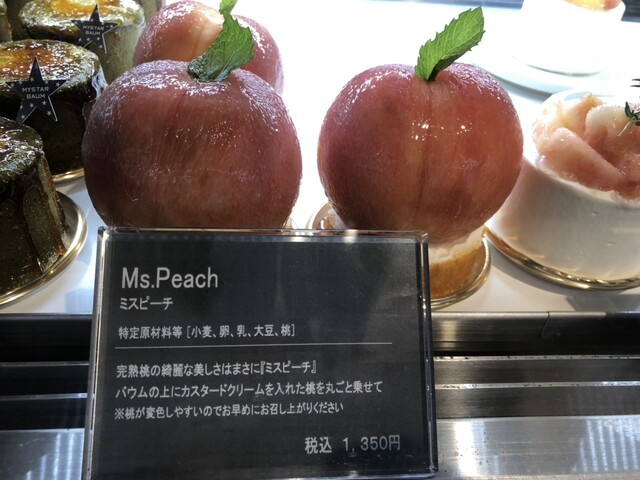 MYSTAR
BAUM
MYSTAR
BAUM
Ms.Peach
ミスピーチ
特定原材料等 [小麦、卵、乳、大豆、桃]
完熟桃の綺麗な美しさはまさに『ミスピーチ』
バウムの上にカスタードクリームを入れた桃を丸ごと乗せて
※桃が変色しやすいのでお早めにお召し上がりください
税込 1,350円